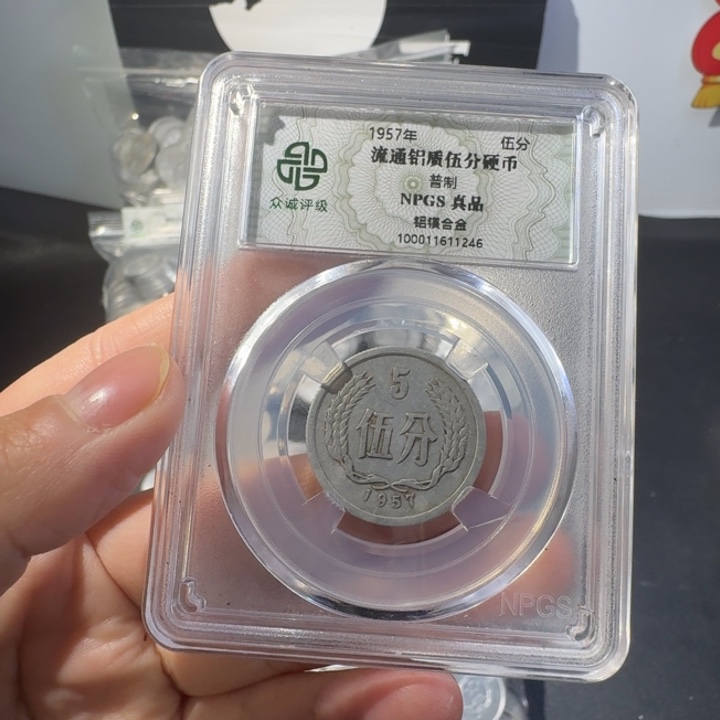 1957年 伍分
流通铝质伍分硬币
普制
NPGS 真品
铝镁合金
100011611246
众诚评级
5
伍分
1957
NPGS